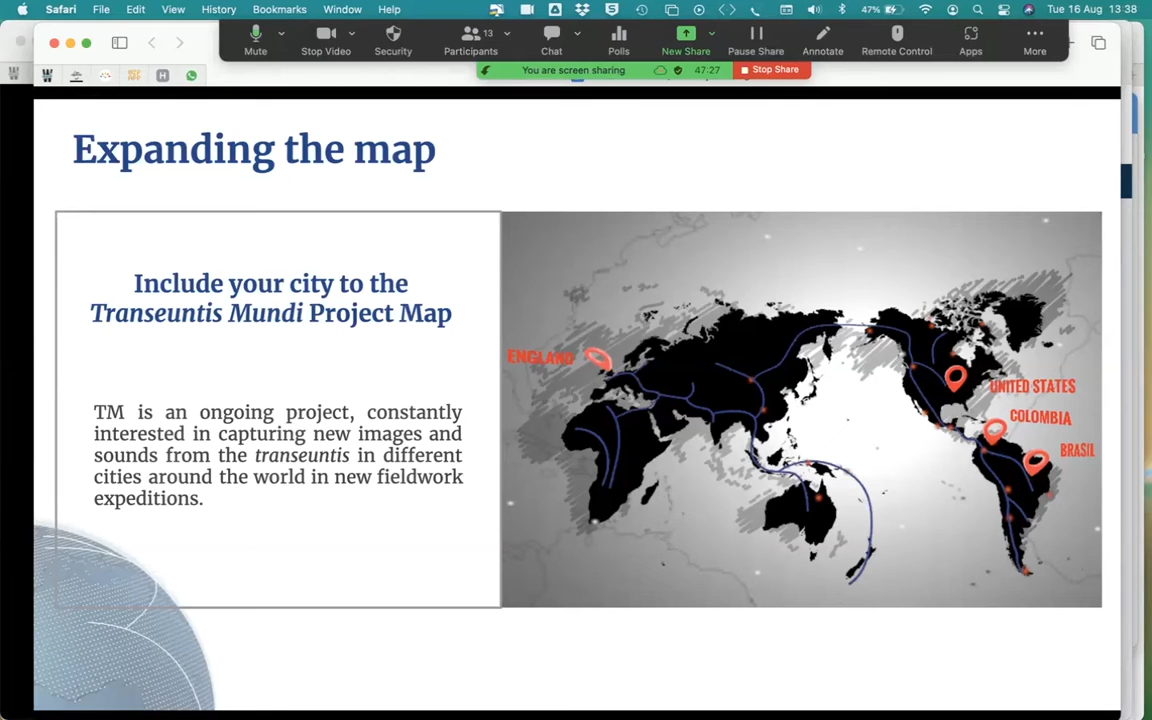 Safari File Edit View History Bookmarks Window Help 47% Tue 16 Aug 13:38
Mute Stop Video Security Participants 13 Chat Polls New Share Pause Share Annotate Remote Control Apps More
You are screen sharing 47:27 Stop Share
Expanding the map
Include your city to the
Transeuntis Mundi Project Map
TM is an ongoing project, constantly
interested in capturing new images and
sounds from the transeuntis in different
cities around the world in new fieldwork
expeditions.
ENGLAND
UNITED STATES
COLOMBIA
BRASIL